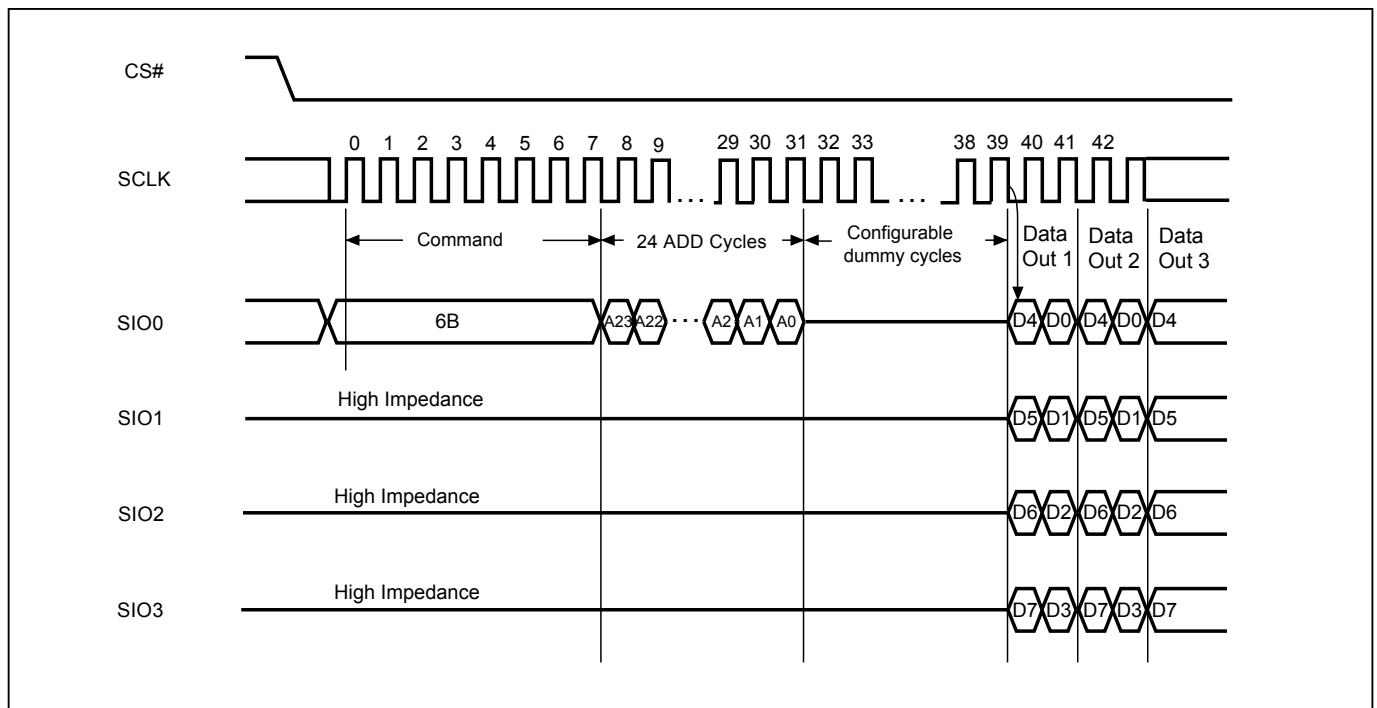 CS#
0 1 2 3 4 5 6 7 8 9 29 30 31 32 33 38 39 40 41 42
SCLK
. . . . . .
Command 24 ADD Cycles Configurable dummy cycles Data Out 1 Data Out 2 Data Out 3
SIO0 6B A23 A22 · · · A2 A1 A0 D4 D0 D4 D0 D4
High Impedance
SIO1 D5 D1 D5 D1 D5
High Impedance
SIO2 D6 D2 D6 D2 D6
High Impedance
SIO3 D7 D3 D7 D3 D7